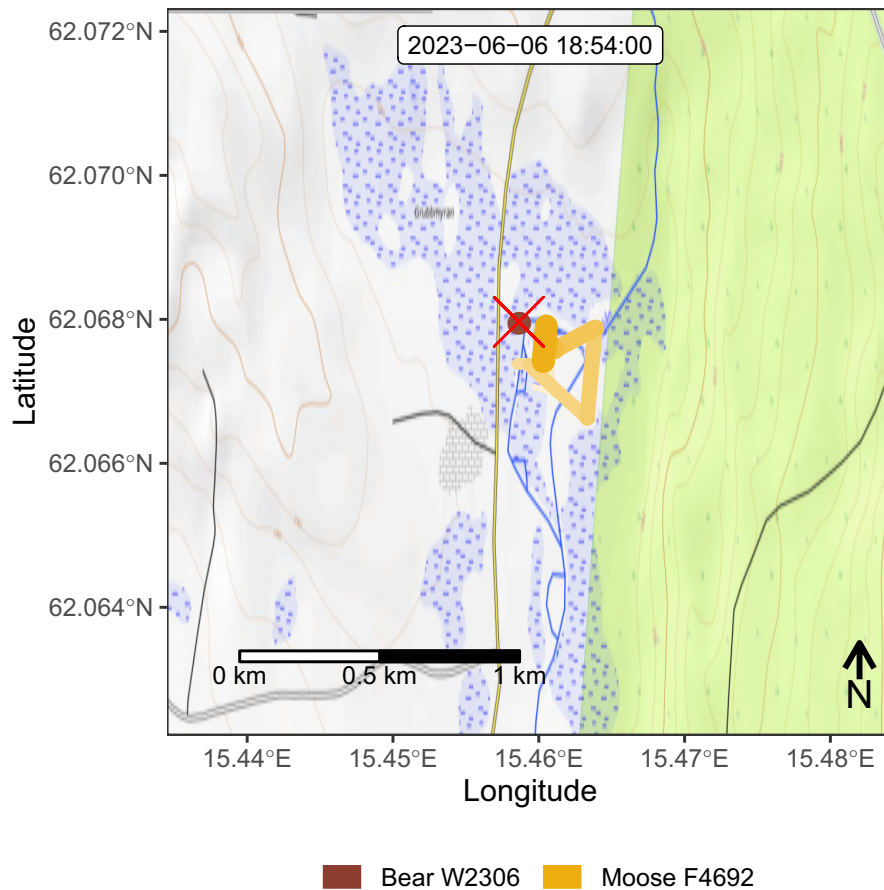 2023−06−06 18:54:00
62.072°N
62.070°N
62.068°N
62.066°N
62.064°N
Grubbmyran
0 km 0.5 km 1 km
N
15.44°E 15.45°E 15.46°E 15.47°E 15.48°E
Latitude
Longitude
Bear W2306 Moose F4692